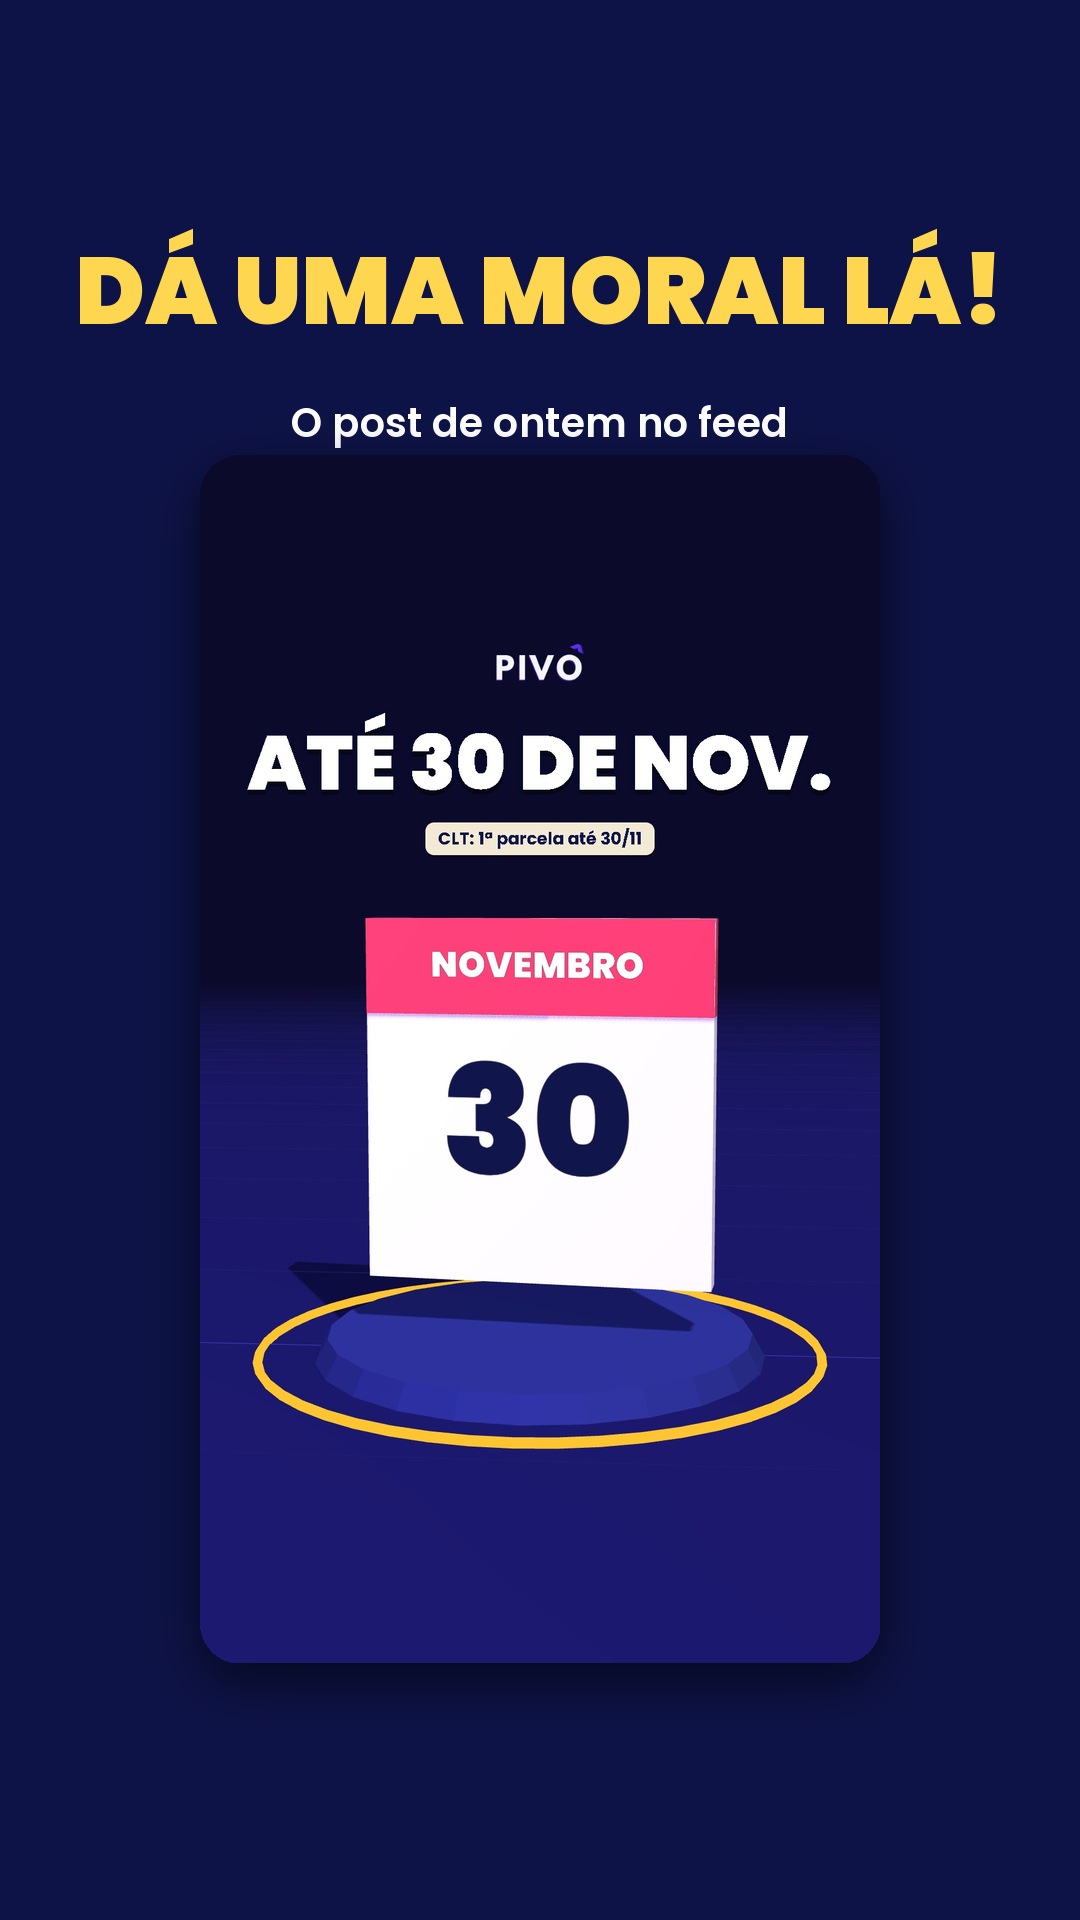 DÁ UMA MORAL LÁ!
O post de ontem no feed
PIVÔ
ATÉ 30 DE NOV.
CLT: 1ª parcela até 30/11
NOVEMBRO
30